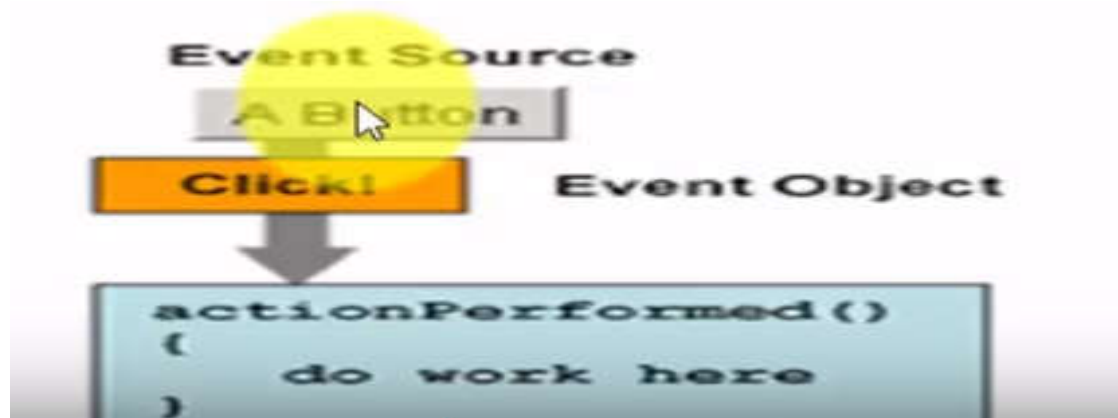 Event Source
A Button
Click!
Event Object
actionPerformed()
{
do work here
}